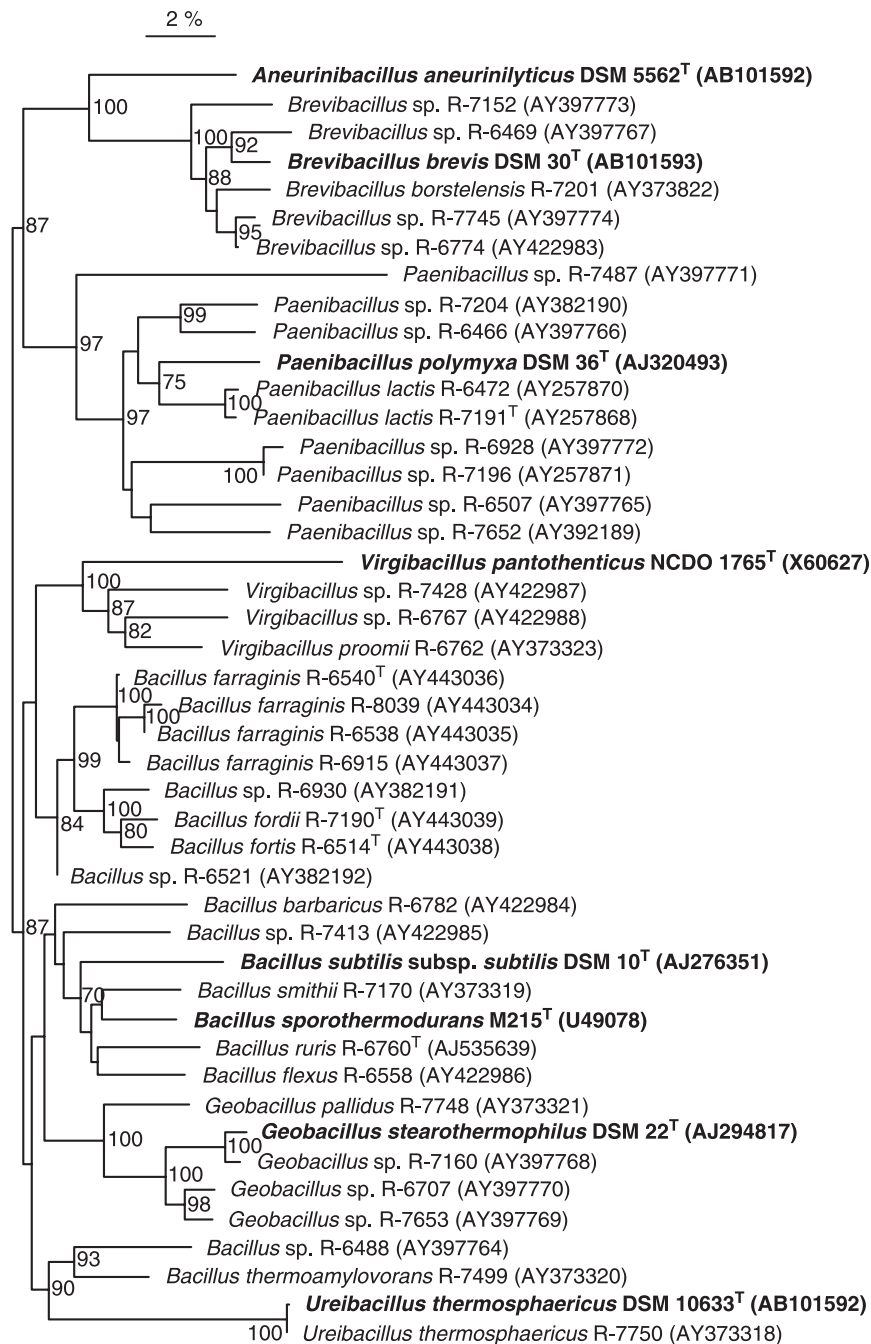 2 %
Aneurinibacillus aneurinilyticus DSM 5562T (AB101592)
100
Brevibacillus sp. R-7152 (AY397773)
Brevibacillus sp. R-6469 (AY397767)
100
92
Brevibacillus brevis DSM 30T (AB101593)
88
Brevibacillus borstelensis R-7201 (AY373822)
Brevibacillus sp. R-7745 (AY397774)
87
95
Brevibacillus sp. R-6774 (AY422983)
Paenibacillus sp. R-7487 (AY397771)
Paenibacillus sp. R-7204 (AY382190)
99
Paenibacillus sp. R-6466 (AY397766)
97
Paenibacillus polymyxa DSM 36T (AJ320493)
75
Paenibacillus lactis R-6472 (AY257870)
100
97
Paenibacillus lactis R-7191T (AY257868)
Paenibacillus sp. R-6928 (AY397772)
100
Paenibacillus sp. R-7196 (AY257871)
Paenibacillus sp. R-6507 (AY397765)
Paenibacillus sp. R-7652 (AY392189)
Virgibacillus pantothenticus NCDO 1765T (X60627)
100
Virgibacillus sp. R-7428 (AY422987)
87
Virgibacillus sp. R-6767 (AY422988)
82
Virgibacillus proomii R-6762 (AY373323)
Bacillus farraginis R-6540T (AY443036)
100
Bacillus farraginis R-8039 (AY443034)
100
Bacillus farraginis R-6538 (AY443035)
99
Bacillus farraginis R-6915 (AY443037)
Bacillus sp. R-6930 (AY382191)
100
Bacillus fordii R-7190T (AY443039)
84
80
Bacillus fortis R-6514T (AY443038)
Bacillus sp. R-6521 (AY382192)
Bacillus barbaricus R-6782 (AY422984)
87
Bacillus sp. R-7413 (AY422985)
Bacillus subtilis subsp. subtilis DSM 10T (AJ276351)
70
Bacillus smithii R-7170 (AY373319)
Bacillus sporothermodurans M215T (U49078)
Bacillus ruris R-6760T (AJ535639)
Bacillus flexus R-6558 (AY422986)
Geobacillus pallidus R-7748 (AY373321)
100
Geobacillus stearothermophilus DSM 22T (AJ294817)
100
Geobacillus sp. R-7160 (AY397768)
100
Geobacillus sp. R-6707 (AY397770)
98
Geobacillus sp. R-7653 (AY397769)
Bacillus sp. R-6488 (AY397764)
93
Bacillus thermoamylovorans R-7499 (AY373320)
90
Ureibacillus thermosphaericus DSM 10633T (AB101592)
100
Ureibacillus thermosphaericus R-7750 (AY373318)